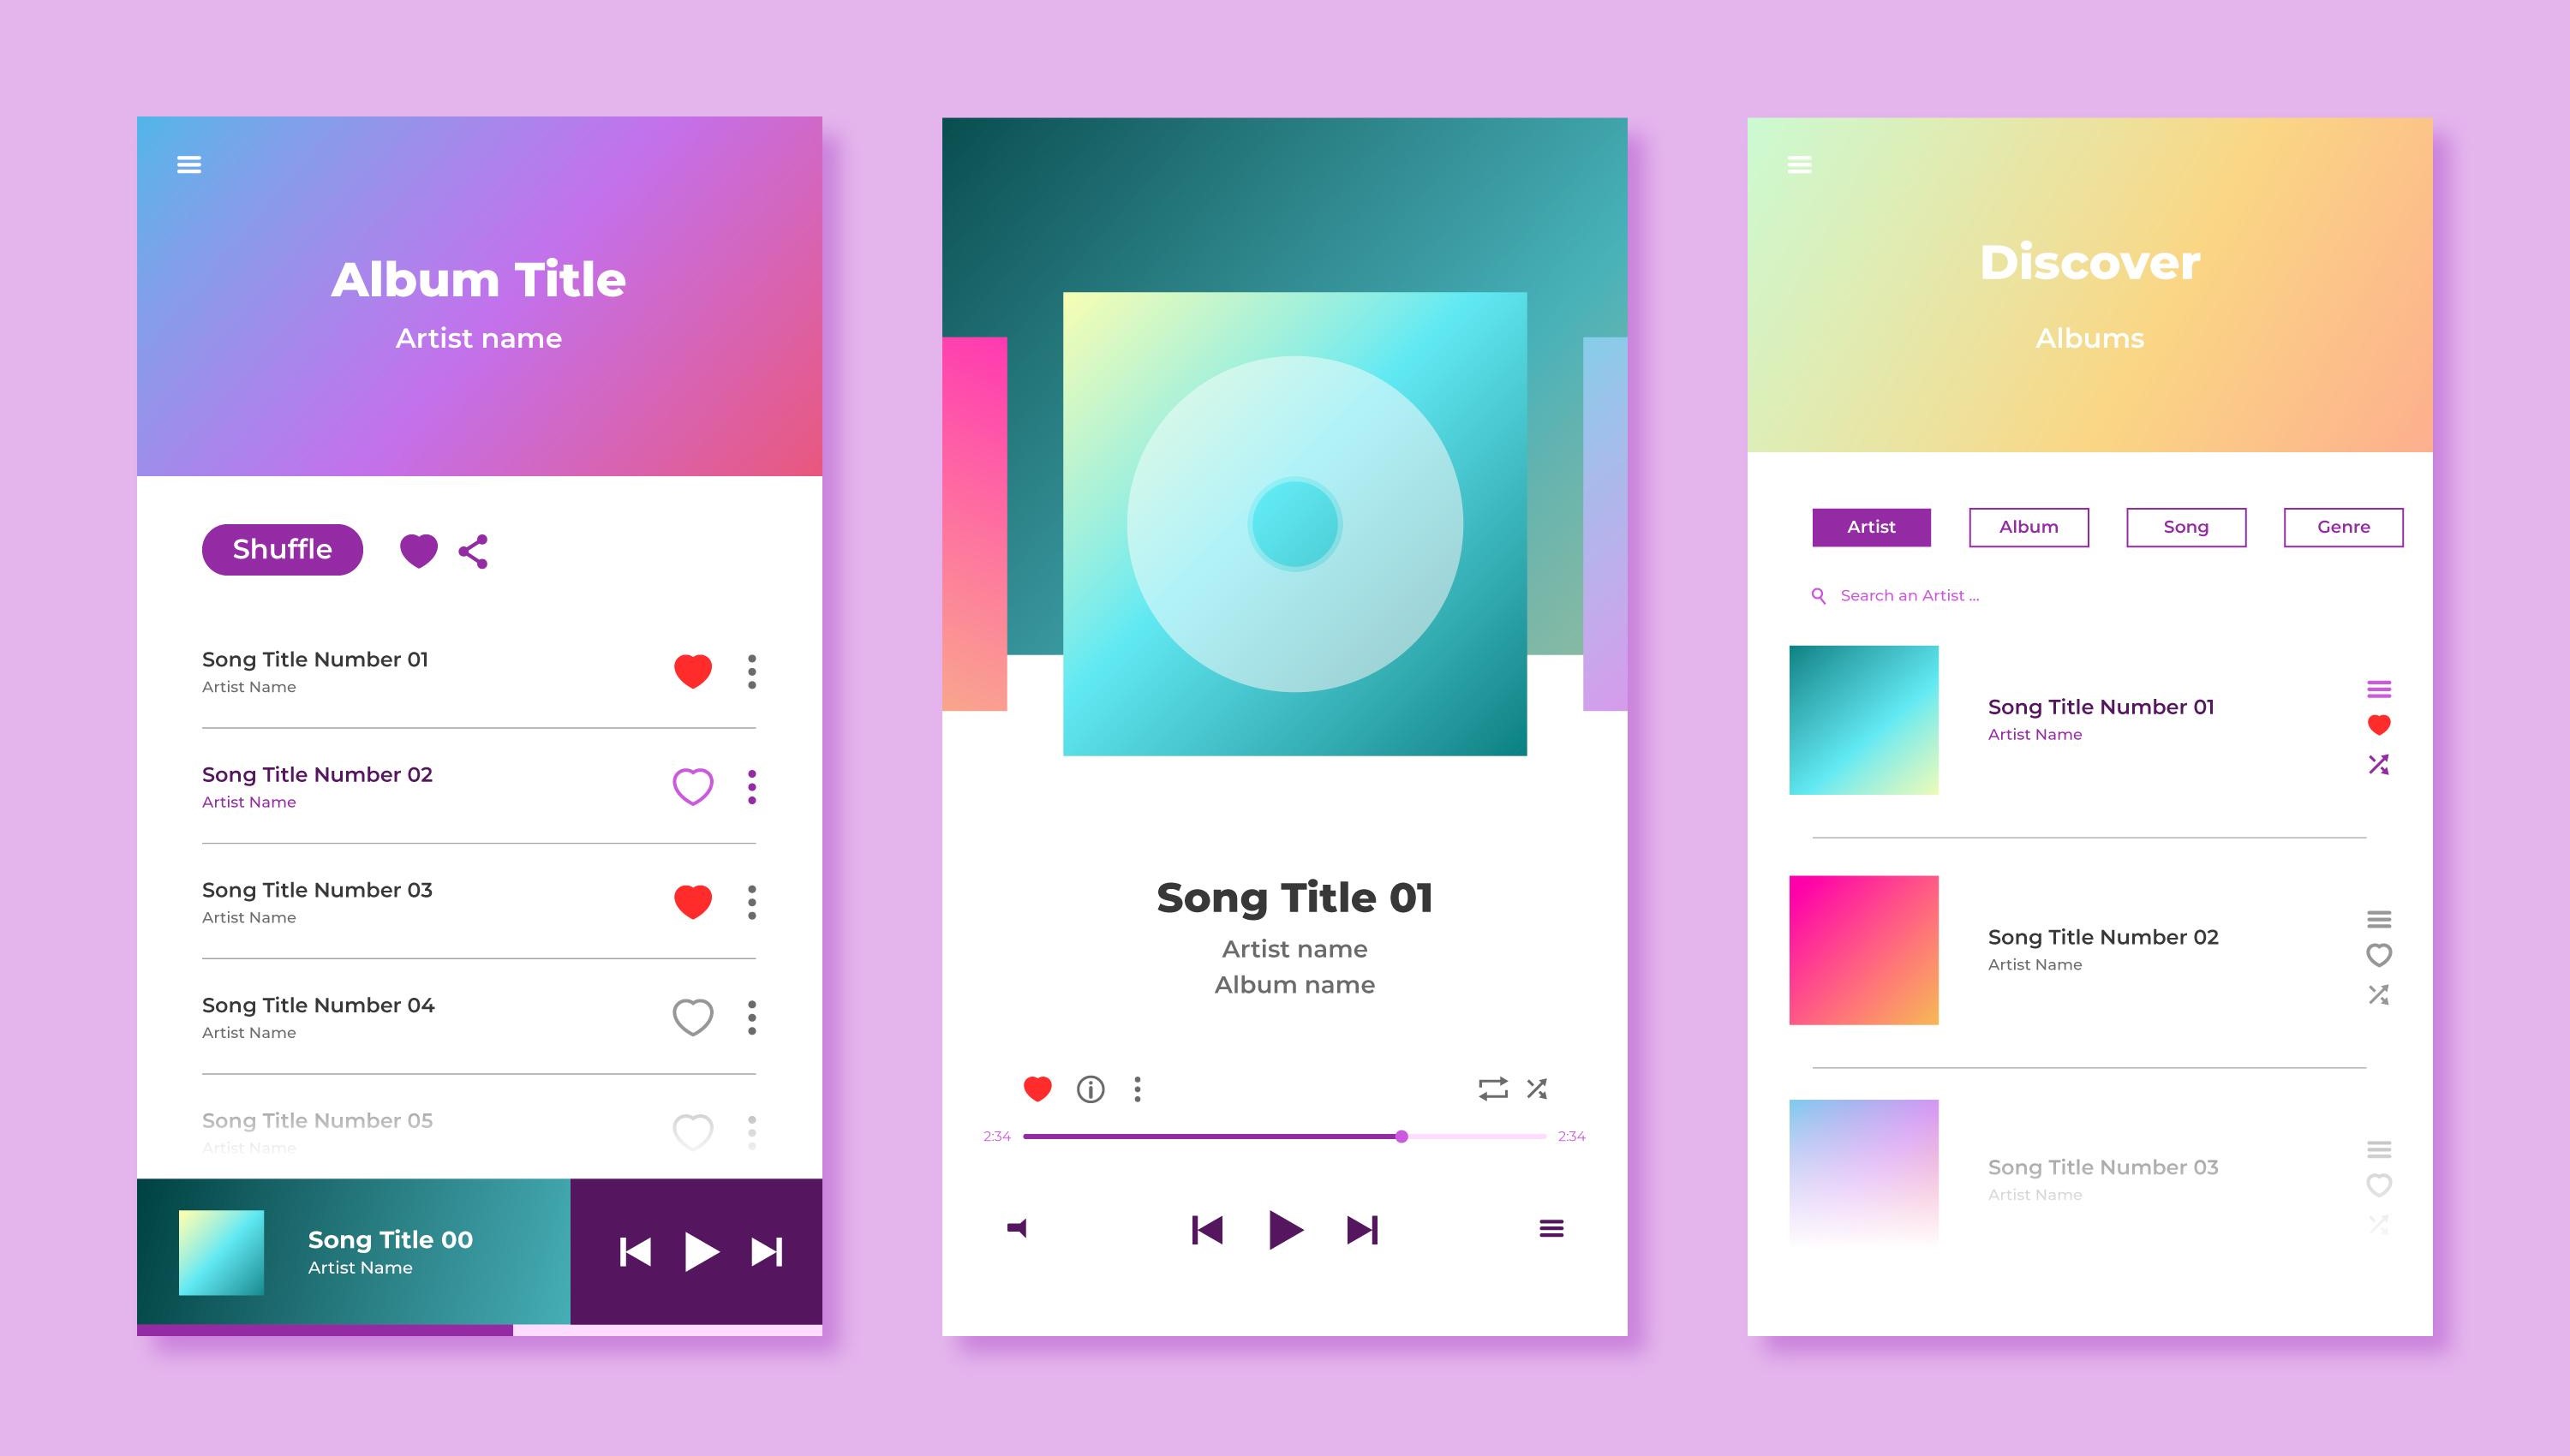 Album Title
Artist name
Shuffle
Song Title Number 01
Artist Name
Song Title Number 02
Artist Name
Song Title Number 03
Artist Name
Song Title Number 04
Artist Name
Song Title Number 05
Artist Name
Song Title 00
Artist Name
Song Title 01
Artist name
Album name
2:34 2:34
Discover
Albums
Artist Album Song Genre
Search an Artist ...
Song Title Number 01
Artist Name
Song Title Number 02
Artist Name
Song Title Number 03
Artist Name